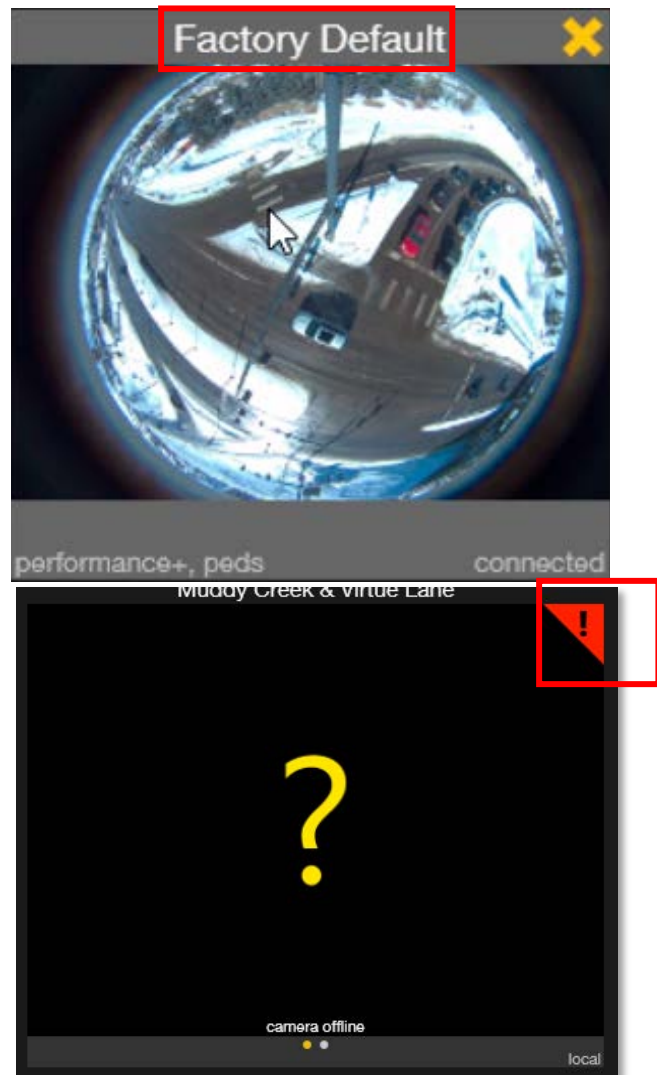 Factory Default
performance+, peds
connected
Muddy Creek & Virtue Lane
!
?
camera offline
local